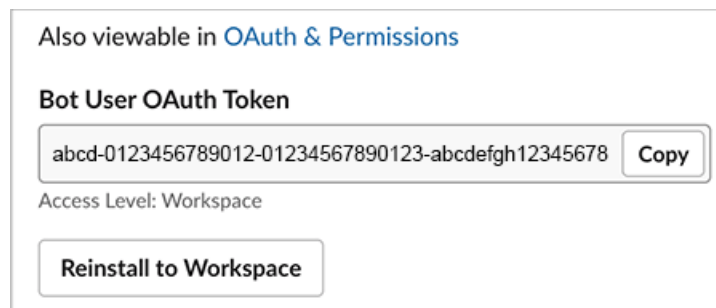 Also viewable in OAuth & Permissions
Bot User OAuth Token
abcd-0123456789012-01234567890123-abcdefgh12345678
Copy
Access Level: Workspace
Reinstall to Workspace